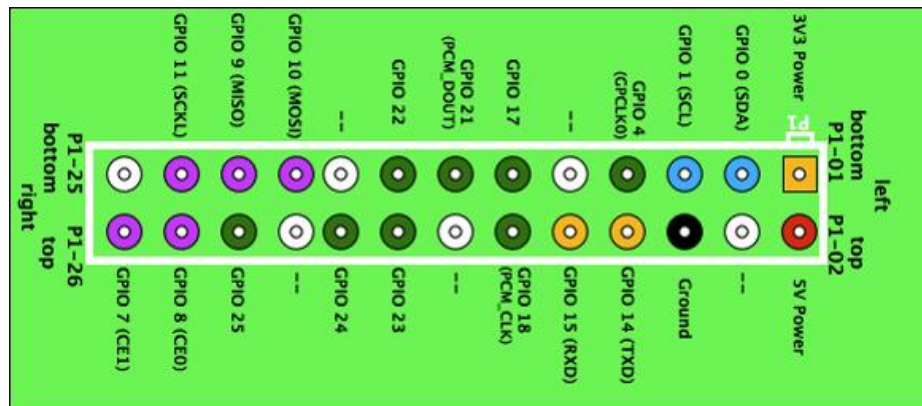 left
bottom top
P1-01 P1-02
P1
3V3 Power 5V Power
GPIO 0 (SDA) --
GPIO 1 (SCL) Ground
GPIO 4 GPIO 14 (TXD)
(GPCLK0)
-- GPIO 15 (RXD)
GPIO 17 GPIO 18
(PCM_CLK)
GPIO 21 --
(PCM_DOUT)
GPIO 22 GPIO 23
-- GPIO 24
GPIO 10 (MOSI) --
GPIO 9 (MISO) GPIO 25
GPIO 11 (SCKL) GPIO 8 (CE0)
GPIO 7 (CE1)
P1-25 P1-26
bottom top
right